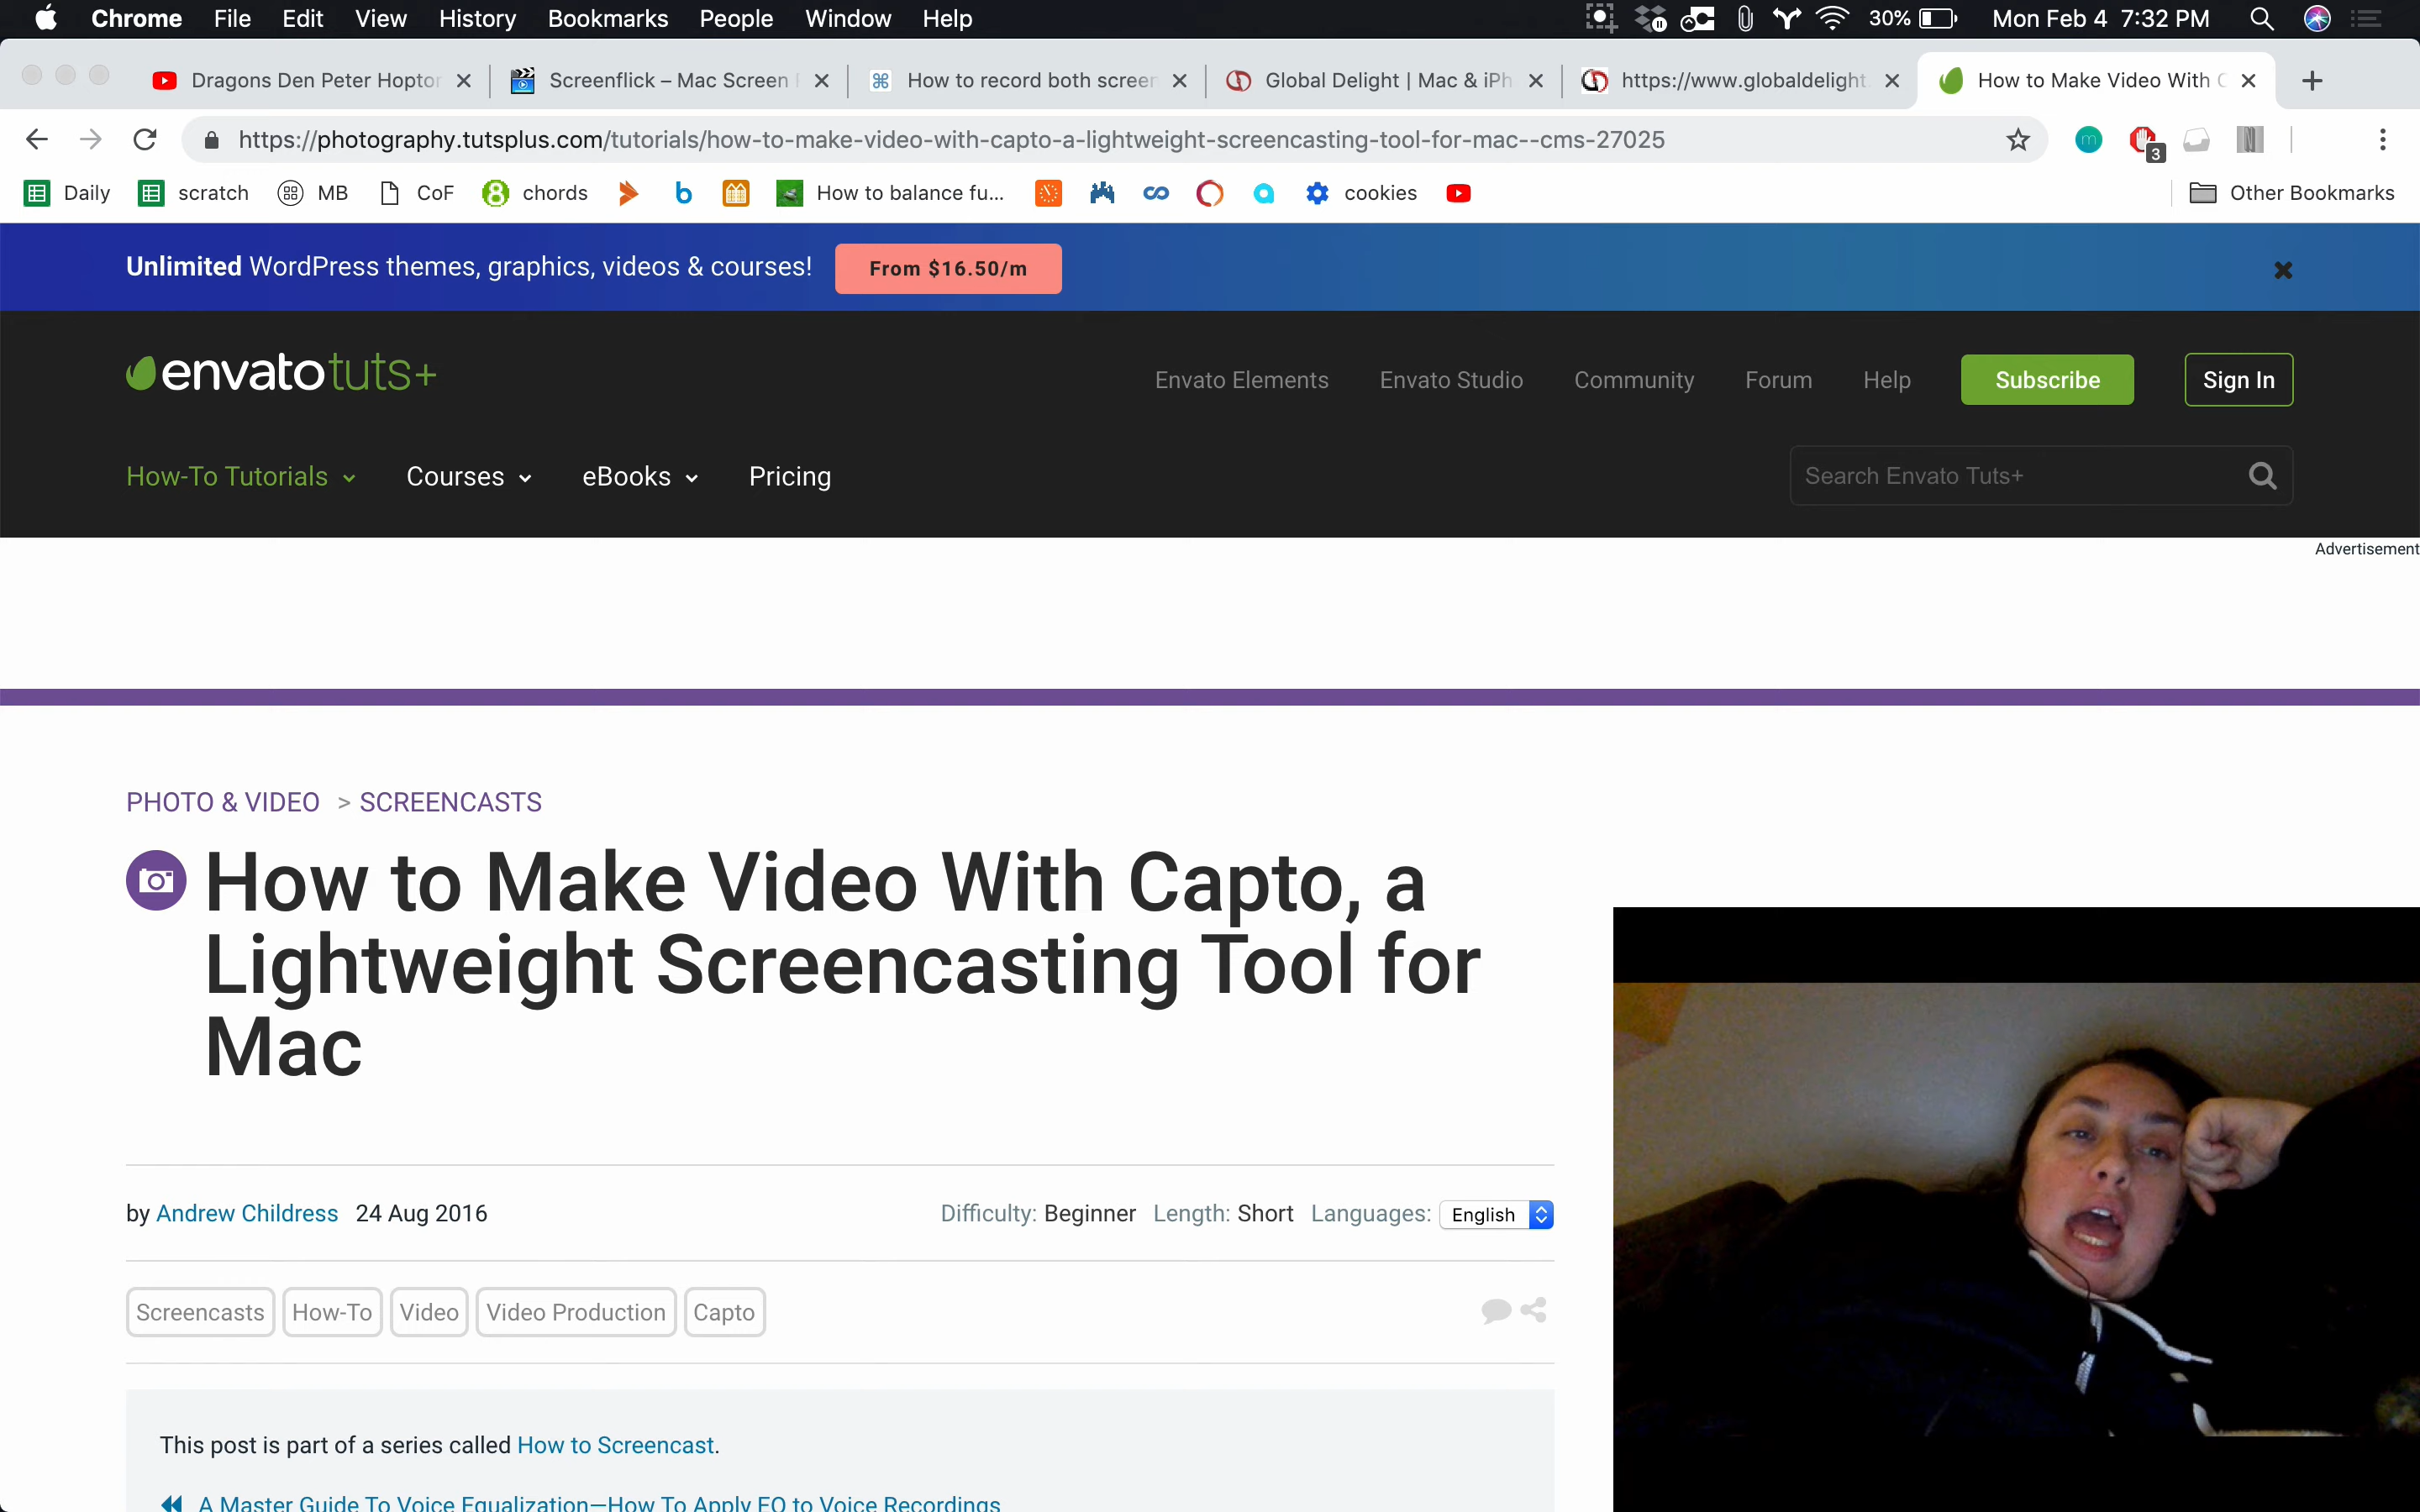 Chrome File Edit View History Bookmarks People Window Help 30% Mon Feb 4 7:32 PM
Dragons Den Peter Hoptor Screenflick – Mac Screen How to record both screen Global Delight | Mac & iPh https://www.globaldelight. How to Make Video With C
https://photography.tutsplus.com/tutorials/how-to-make-video-with-capto-a-lightweight-screencasting-tool-for-mac--cms-27025 m 3
Daily scratch MB CoF 8 chords b How to balance fu... a cookies Other Bookmarks
Unlimited WordPress themes, graphics, videos & courses! From $16.50/m
envatotuts+
Envato Elements Envato Studio Community Forum Help Subscribe Sign In
How-To Tutorials Courses eBooks Pricing Search Envato Tuts+
Advertisement
PHOTO & VIDEO > SCREENCASTS
How to Make Video With Capto, a
Lightweight Screencasting Tool for
Mac
by Andrew Childress 24 Aug 2016 Difficulty: Beginner Length: Short Languages: English
Screencasts How-To Video Video Production Capto
This post is part of a series called How to Screencast.
A Master Guide To Voice Equalization—How To Apply EQ to Voice Recordings